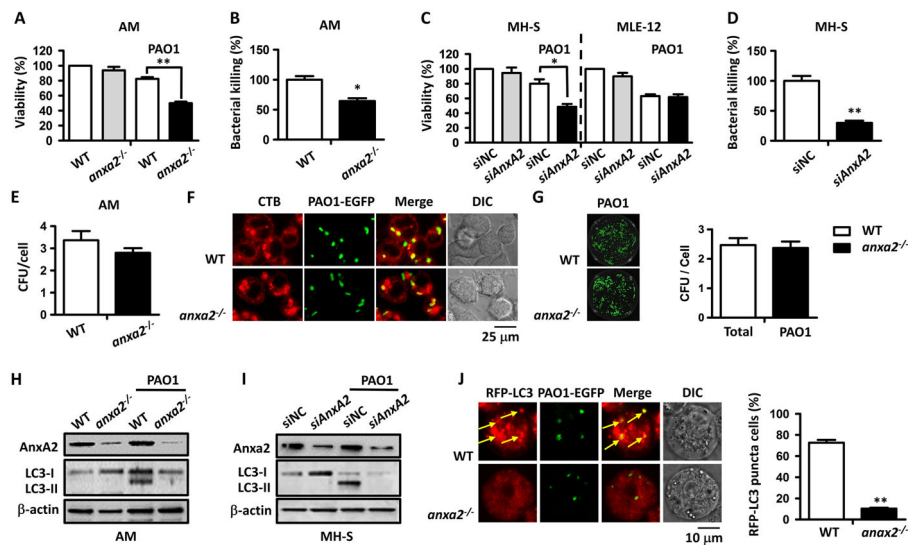 A
AM
Viability (%)
120
100
80
60
40
20
0
PAO1
**
WT
anxa2-/-
WT
anxa2-/-
B
AM
Bacterial killing (%)
150
100
50
0
*
WT
anxa2-/-
C
MH-S
MLE-12
Viability (%)
120
100
80
60
40
20
0
PAO1
*
PAO1
siNC
siAnxA2
siNC
siAnxA2
siNC
siAnxA2
siNC
siAnxA2
D
MH-S
Bacterial killing (%)
150
100
50
0
**
siNC
siAnxA2
E
AM
CFU/cell
4
3
2
1
0
WT
anxa2-/-
F
CTB PAO1-EGFP Merge DIC
WT
anxa2-/-
25 μm
G
PAO1
WT
anxa2-/-
CFU / Cell
3
2
1
0
Total PAO1
WT
anxa2-/-
H
PAO1
WT
anxa2-/-
WT
anxa2-/-
AnxA2
LC3-I
LC3-II
β-actin
AM
I
PAO1
siNC
siAnxA2
siNC
siAnxA2
Anxa2
LC3-I
LC3-II
β-actin
MH-S
J
RFP-LC3 PAO1-EGFP Merge DIC
WT
anxa2-/-
10 μm
RFP-LC3 puncta cells (%)
100
80
60
40
20
0
**
WT anax2-/-